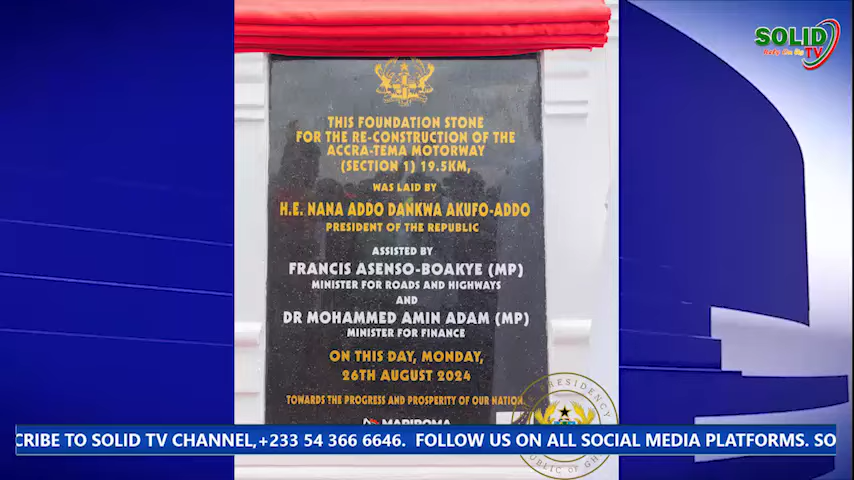 SOLID
TV
THIS FOUNDATION STONE
FOR THE RE-CONSTRUCTION OF THE
ACCRA-TEMA MOTORWAY
(SECTION 1) 19.5KM,
WAS LAID BY
H.E. NANA ADDO DANKWA AKUFO-ADDO
PRESIDENT OF THE REPUBLIC
ASSISTED BY
FRANCIS ASENSO-BOAKYE (MP)
MINISTER FOR ROADS AND HIGHWAYS
AND
DR MOHAMMED AMIN ADAM (MP)
MINISTER FOR FINANCE
ON THIS DAY, MONDAY,
26TH AUGUST 2024
TOWARDS THE PROGRESS AND PROSPERITY OF OUR NATION.
PRESIDENCY
CRIBE TO SOLID TV CHANNEL,+233 54 366 6646. FOLLOW US ON ALL SOCIAL MEDIA PLATFORMS. SO